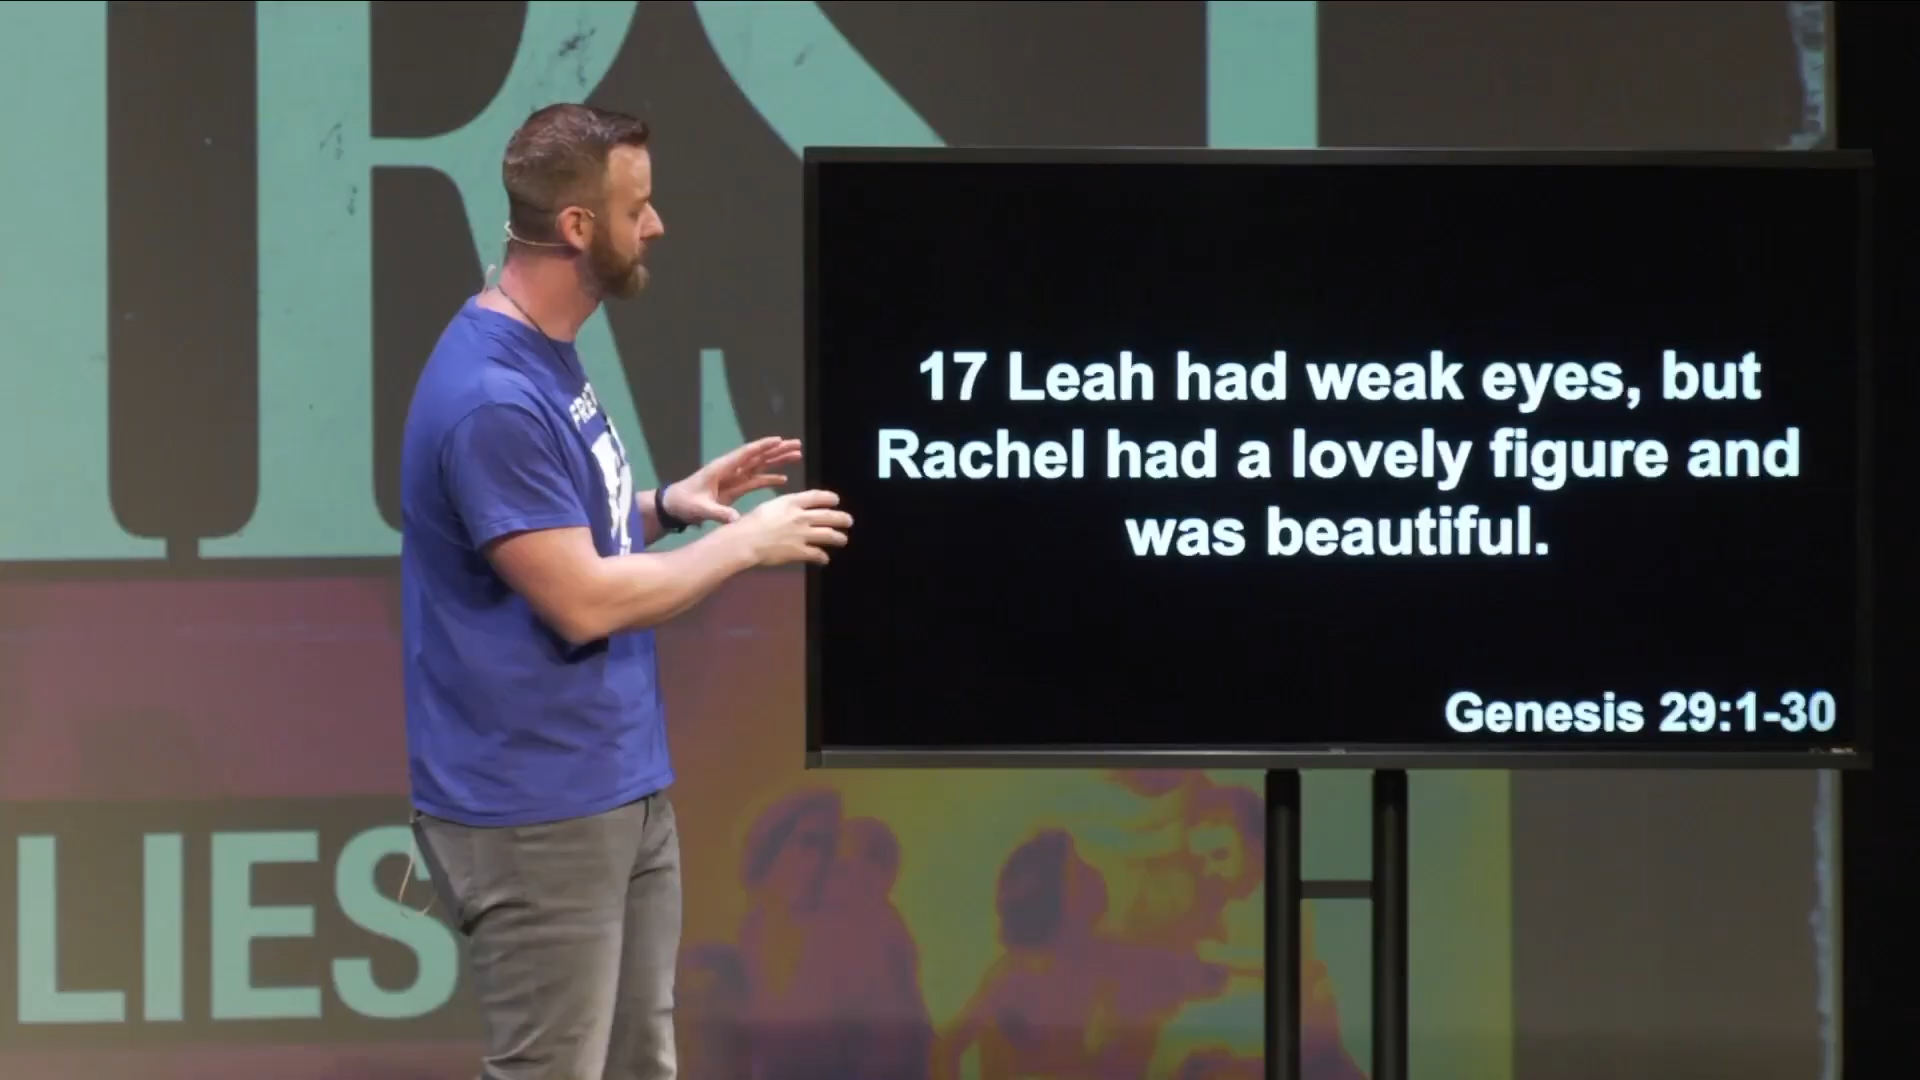 17 Leah had weak eyes, but
Rachel had a lovely figure and
was beautiful.
Genesis 29:1-30
LIES